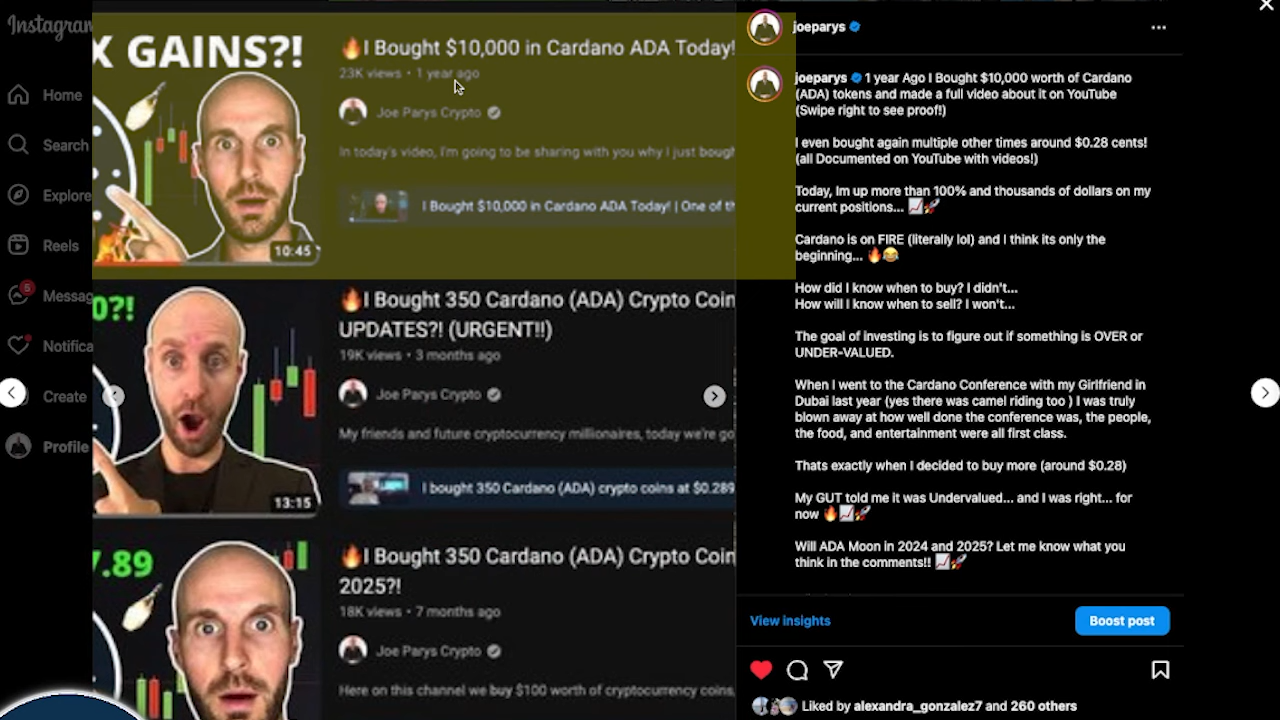 Instagram
Home
Search
Explore
Reels
5
Messag
Notifica
Create
Profile
X GAINS?!
10:45
🔥I Bought $10,000 in Cardano ADA Today!
23K views • 1 year ago
Joe Parys Crypto
In today's video, I'm going to be sharing with you why I just bough
I Bought $10,000 in Cardano ADA Today! | One of th
0?!
13:15
🔥I Bought 350 Cardano (ADA) Crypto Coin
UPDATES?! (URGENT!!)
19K views • 3 months ago
Joe Parys Crypto
My friends and future cryptocurrency millionaires, today we're go
I bought 350 Cardano (ADA) crypto coins at $0.289
7.89
🔥I Bought 350 Cardano (ADA) Crypto Coin
2025?!
18K views • 7 months ago
Joe Parys Crypto
Here on this channel we buy $100 worth of cryptocurrency coins,
joeparys
joeparys 1 year Ago I Bought $10,000 worth of Cardano
(ADA) tokens and made a full video about it on YouTube
(Swipe right to see proof!)
I even bought again multiple other times around $0.28 cents!
(all Documented on YouTube with videos!)
Today, Im up more than 100% and thousands of dollars on my
current positions... 📈🚀
Cardano is on FIRE (literally lol) and I think its only the
beginning... 🔥😂
How did I know when to buy? I didn't...
How will I know when to sell? I won't...
The goal of investing is to figure out if something is OVER or
UNDER-VALUED.
When I went to the Cardano Conference with my Girlfriend in
Dubai last year (yes there was camel riding too ) I was truly
blown away at how well done the conference was, the people,
the food, and entertainment were all first class.
Thats exactly when I decided to buy more (around $0.28)
My GUT told me it was Undervalued... and I was right... for
now 🔥📈🚀
Will ADA Moon in 2024 and 2025? Let me know what you
think in the comments!! 📈🚀
View insights
Boost post
Liked by alexandra_gonzalez7 and 260 others